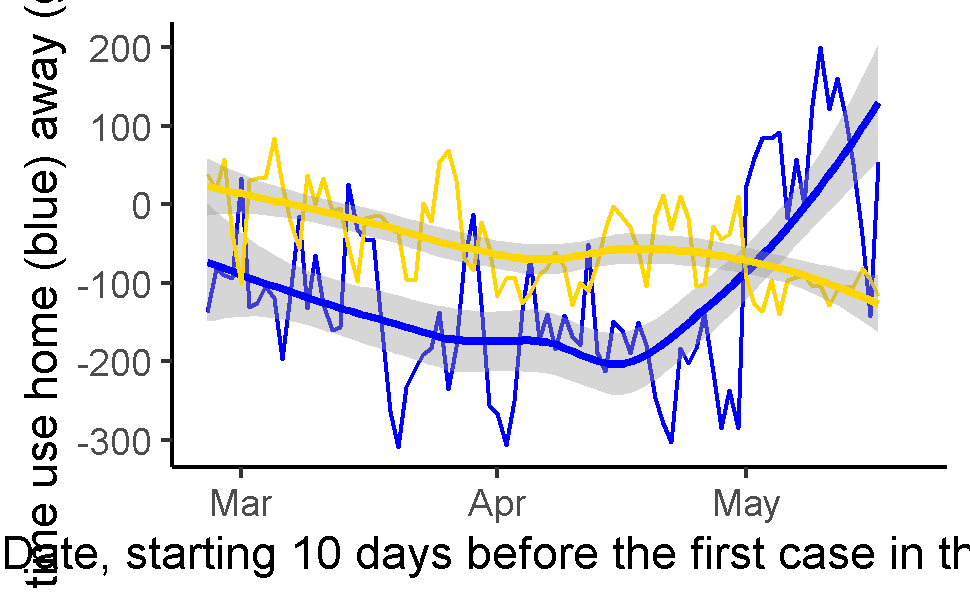 time use home (blue) away (
200
100
0
-100
-200
-300
Mar Apr May
Date, starting 10 days before the first case in th